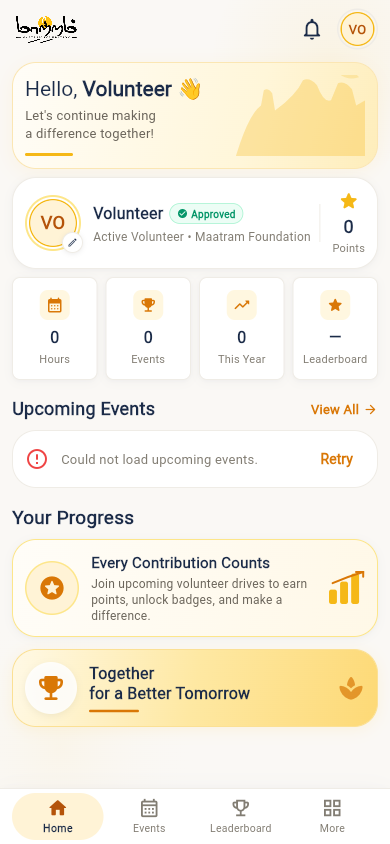 Hello, Volunteer 👋
Let's continue making
a difference together!
VO
VO
Volunteer
Approved
Active Volunteer • Maatram Foundation
0
Points
0
Hours
0
Events
0
This Year
—
Leaderboard
Upcoming Events
View All →
Could not load upcoming events.
Retry
Your Progress
Every Contribution Counts
Join upcoming volunteer drives to earn
points, unlock badges, and make a
difference.
Together
for a Better Tomorrow
Home
Events
Leaderboard
More